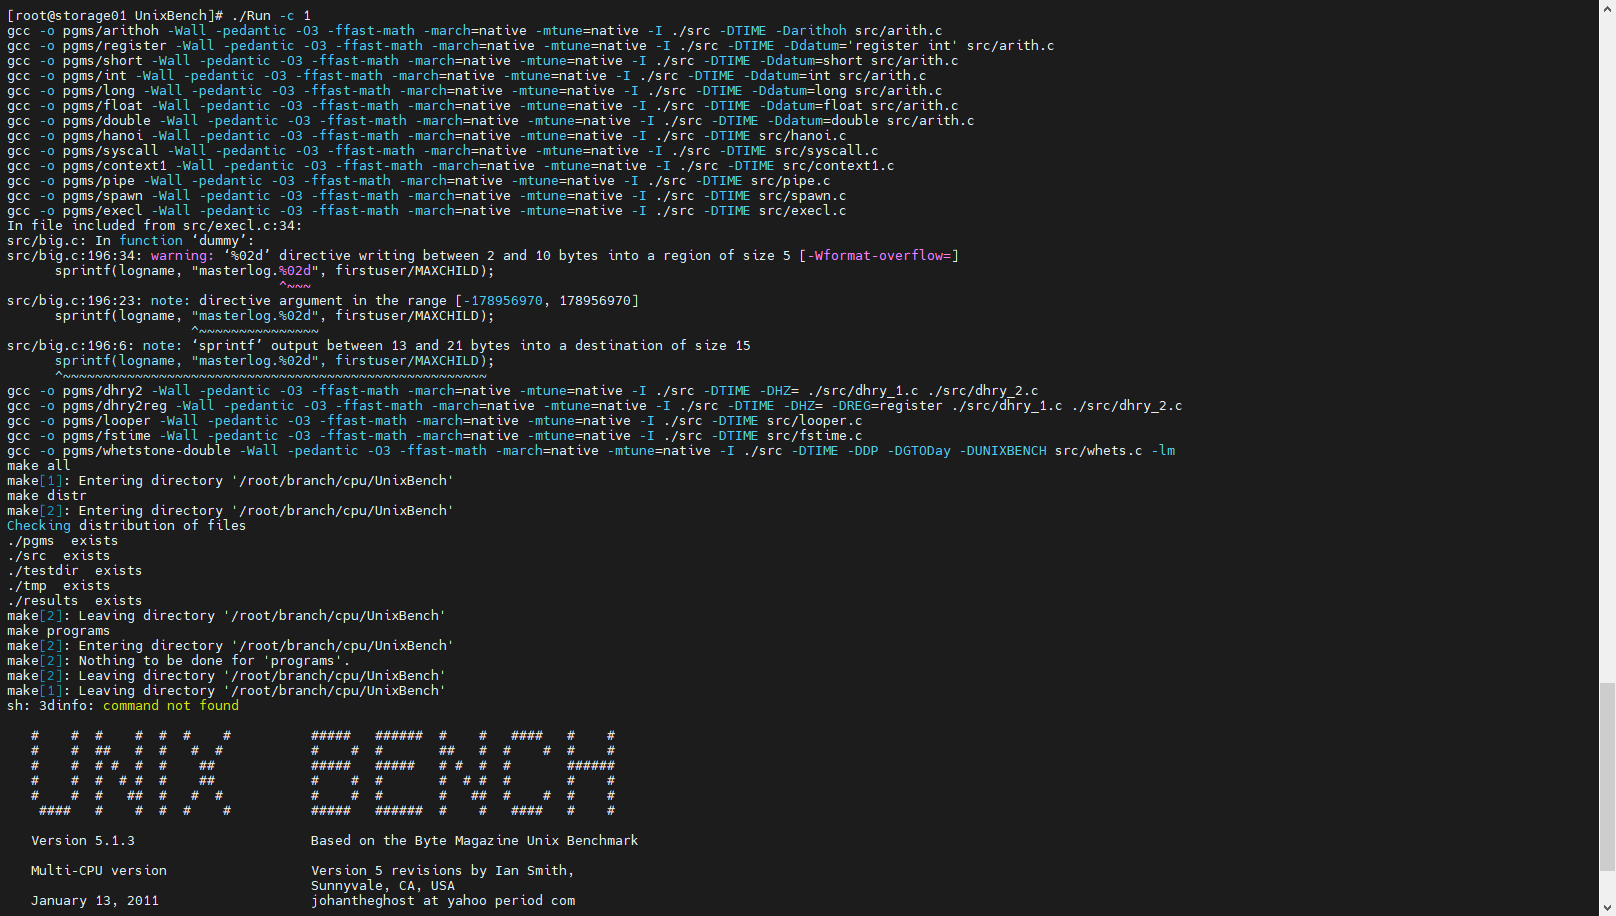 [root@storage01 UnixBench]# ./Run -c 1
gcc -o pgms/arithoh -Wall -pedantic -O3 -ffast-math -march=native -mtune=native -I ./src -DTIME -Darithoh src/arith.c
gcc -o pgms/register -Wall -pedantic -O3 -ffast-math -march=native -mtune=native -I ./src -DTIME -Ddatum='register int' src/arith.c
gcc -o pgms/short -Wall -pedantic -O3 -ffast-math -march=native -mtune=native -I ./src -DTIME -Ddatum=short src/arith.c
gcc -o pgms/int -Wall -pedantic -O3 -ffast-math -march=native -mtune=native -I ./src -DTIME -Ddatum=int src/arith.c
gcc -o pgms/long -Wall -pedantic -O3 -ffast-math -march=native -mtune=native -I ./src -DTIME -Ddatum=long src/arith.c
gcc -o pgms/float -Wall -pedantic -O3 -ffast-math -march=native -mtune=native -I ./src -DTIME -Ddatum=float src/arith.c
gcc -o pgms/double -Wall -pedantic -O3 -ffast-math -march=native -mtune=native -I ./src -DTIME -Ddatum=double src/arith.c
gcc -o pgms/hanoi -Wall -pedantic -O3 -ffast-math -march=native -mtune=native -I ./src -DTIME src/hanoi.c
gcc -o pgms/syscall -Wall -pedantic -O3 -ffast-math -march=native -mtune=native -I ./src -DTIME src/syscall.c
gcc -o pgms/context1 -Wall -pedantic -O3 -ffast-math -march=native -mtune=native -I ./src -DTIME src/context1.c
gcc -o pgms/pipe -Wall -pedantic -O3 -ffast-math -march=native -mtune=native -I ./src -DTIME src/pipe.c
gcc -o pgms/spawn -Wall -pedantic -O3 -ffast-math -march=native -mtune=native -I ./src -DTIME src/spawn.c
gcc -o pgms/execl -Wall -pedantic -O3 -ffast-math -march=native -mtune=native -I ./src -DTIME src/execl.c
In file included from src/execl.c:34:
src/big.c: In function ‘dummy’:
src/big.c:196:34: warning: ‘%02d’ directive writing between 2 and 10 bytes into a region of size 5 [-Wformat-overflow=]
      sprintf(logname, "masterlog.%02d", firstuser/MAXCHILD);
                                  ^~~~
src/big.c:196:23: note: directive argument in the range [-178956970, 178956970]
      sprintf(logname, "masterlog.%02d", firstuser/MAXCHILD);
                       ^~~~~~~~~~~~~~~~
src/big.c:196:6: note: ‘sprintf’ output between 13 and 21 bytes into a destination of size 15
      sprintf(logname, "masterlog.%02d", firstuser/MAXCHILD);
      ^~~~~~~~~~~~~~~~~~~~~~~~~~~~~~~~~~~~~~~~~~~~~~~~~~~~~~
gcc -o pgms/dhry2 -Wall -pedantic -O3 -ffast-math -march=native -mtune=native -I ./src -DTIME -DHZ= ./src/dhry_1.c ./src/dhry_2.c
gcc -o pgms/dhry2reg -Wall -pedantic -O3 -ffast-math -march=native -mtune=native -I ./src -DTIME -DHZ= -DREG=register ./src/dhry_1.c ./src/dhry_2.c
gcc -o pgms/looper -Wall -pedantic -O3 -ffast-math -march=native -mtune=native -I ./src -DTIME src/looper.c
gcc -o pgms/fstime -Wall -pedantic -O3 -ffast-math -march=native -mtune=native -I ./src -DTIME src/fstime.c
gcc -o pgms/whetstone-double -Wall -pedantic -O3 -ffast-math -march=native -mtune=native -I ./src -DTIME -DDP -DGTODay -DUNIXBENCH src/whets.c -lm
make all
make[1]: Entering directory '/root/branch/cpu/UnixBench'
make distr
make[2]: Entering directory '/root/branch/cpu/UnixBench'
Checking distribution of files
./pgms  exists
./src  exists
./testdir  exists
./tmp  exists
./results  exists
make[2]: Leaving directory '/root/branch/cpu/UnixBench'
make programs
make[2]: Entering directory '/root/branch/cpu/UnixBench'
make[2]: Nothing to be done for 'programs'.
make[2]: Leaving directory '/root/branch/cpu/UnixBench'
make[1]: Leaving directory '/root/branch/cpu/UnixBench'
sh: 3dinfo: command not found

   #    #  #    #  #  #    #          #####   ######  #    #   ####   #    #
   #    #  ##   #  #   #  #           #    #  #       ##   #  #    #  #    #
   #    #  # #  #  #    ##            #####   #####   # #  #  #       ######
   #    #  #  # #  #    ##            #    #  #       #  # #  #       #    #
   #    #  #   ##  #   #  #           #    #  #       #   ##  #    #  #    #
    ####   #    #  #  #    #          #####   ######  #    #   ####   #    #

   Version 5.1.3                      Based on the Byte Magazine Unix Benchmark

   Multi-CPU version                  Version 5 revisions by Ian Smith,
                                      Sunnyvale, CA, USA
   January 13, 2011                   johantheghost at yahoo period com